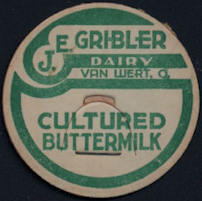 J.E. GRIBLER
DAIRY
VAN WERT, O.
CULTURED
BUTTERMILK